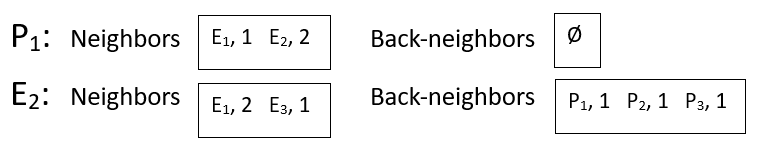 P₁: Neighbors E₁, 1 E₂, 2 Back-neighbors Ø
E₂: Neighbors E₁, 2 E₃, 1 Back-neighbors P₁, 1 P₂, 1 P₃, 1